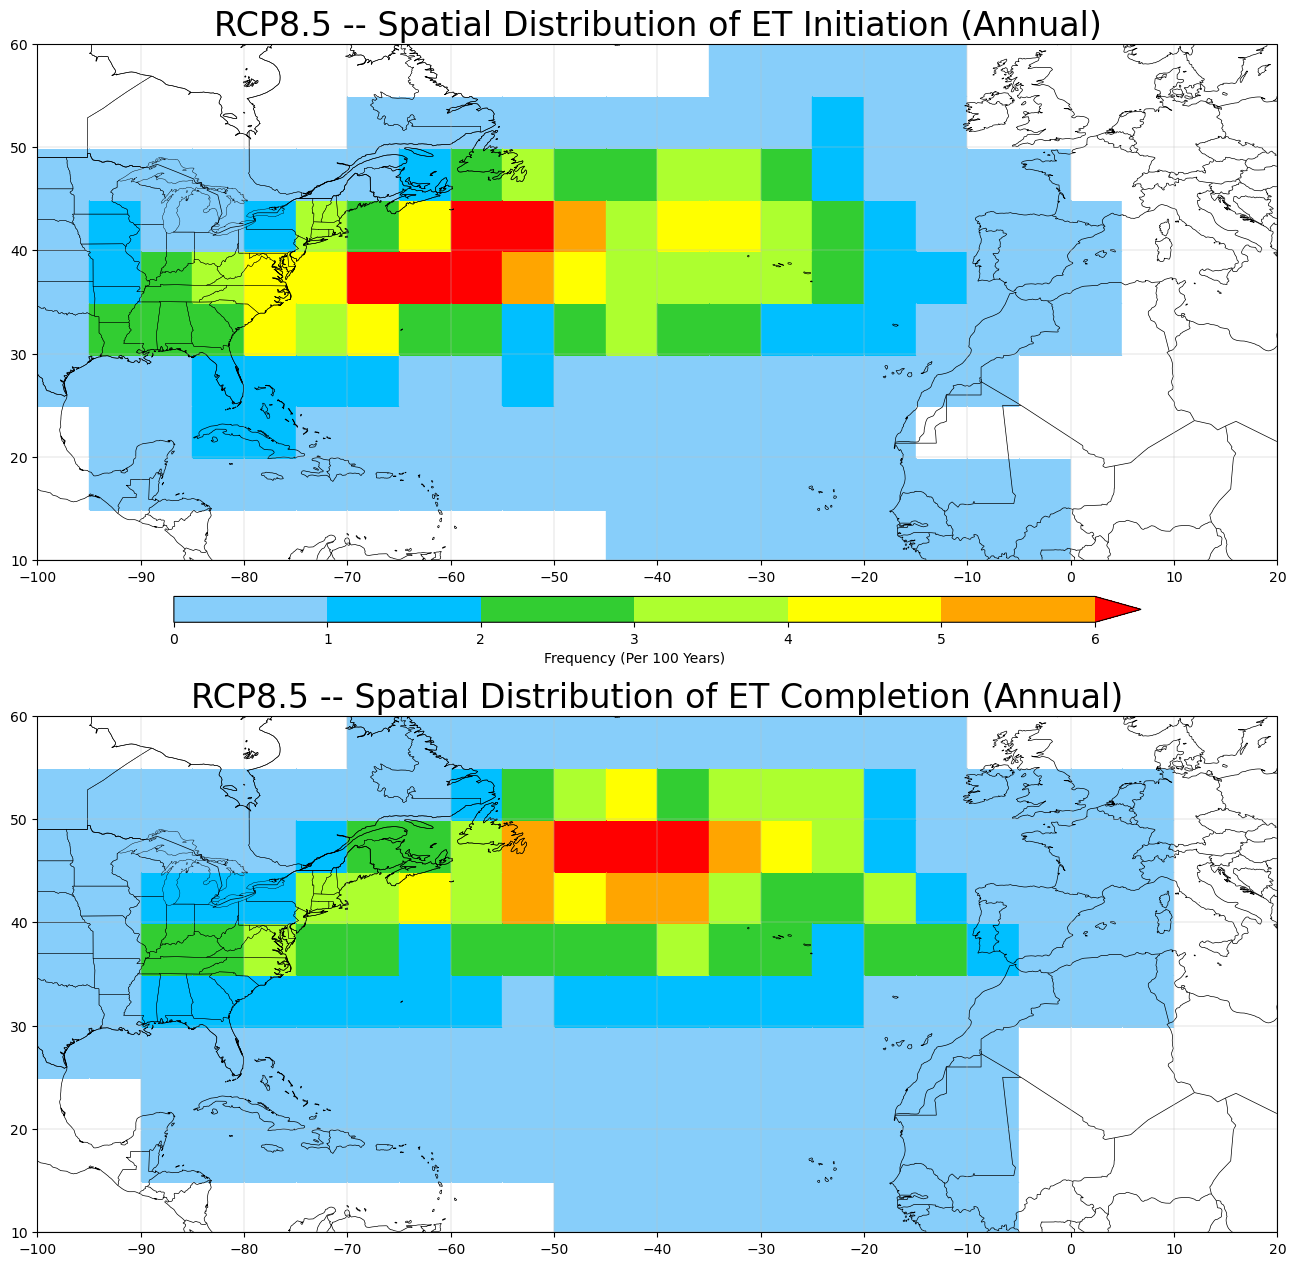 RCP8.5 -- Spatial Distribution of ET Initiation (Annual)
60
50
40
30
20
10
−100 −90 −80 −70 −60 −50 −40 −30 −20 −10 0 10 20
0 1 2 3 4 5 6
Frequency (Per 100 Years)
RCP8.5 -- Spatial Distribution of ET Completion (Annual)
60
50
40
30
20
10
−100 −90 −80 −70 −60 −50 −40 −30 −20 −10 0 10 20